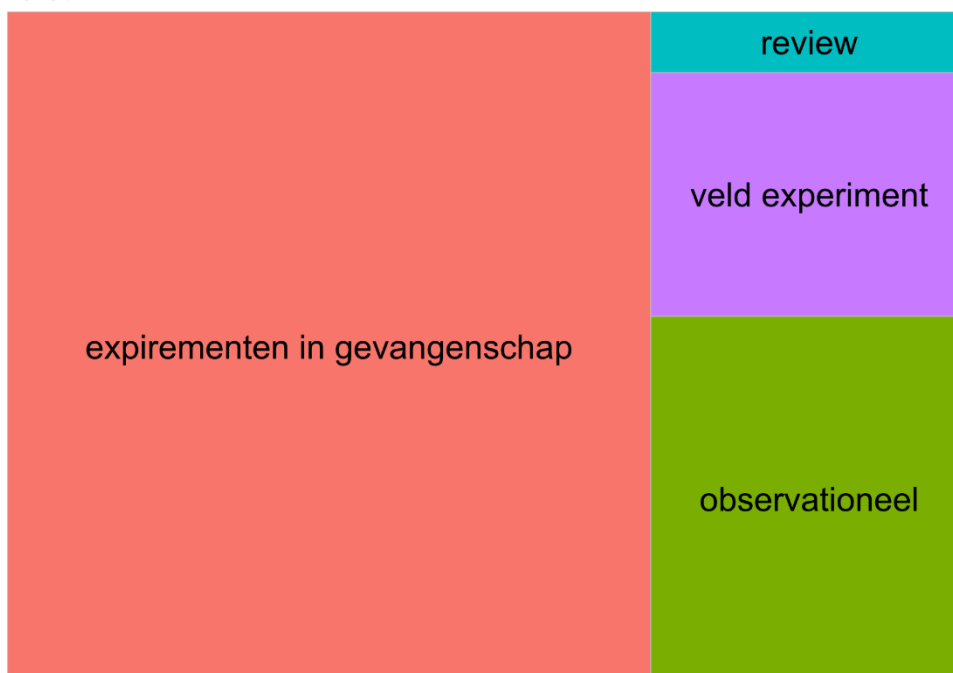 review
veld experiment
expirementen in gevangenschap
observationeel